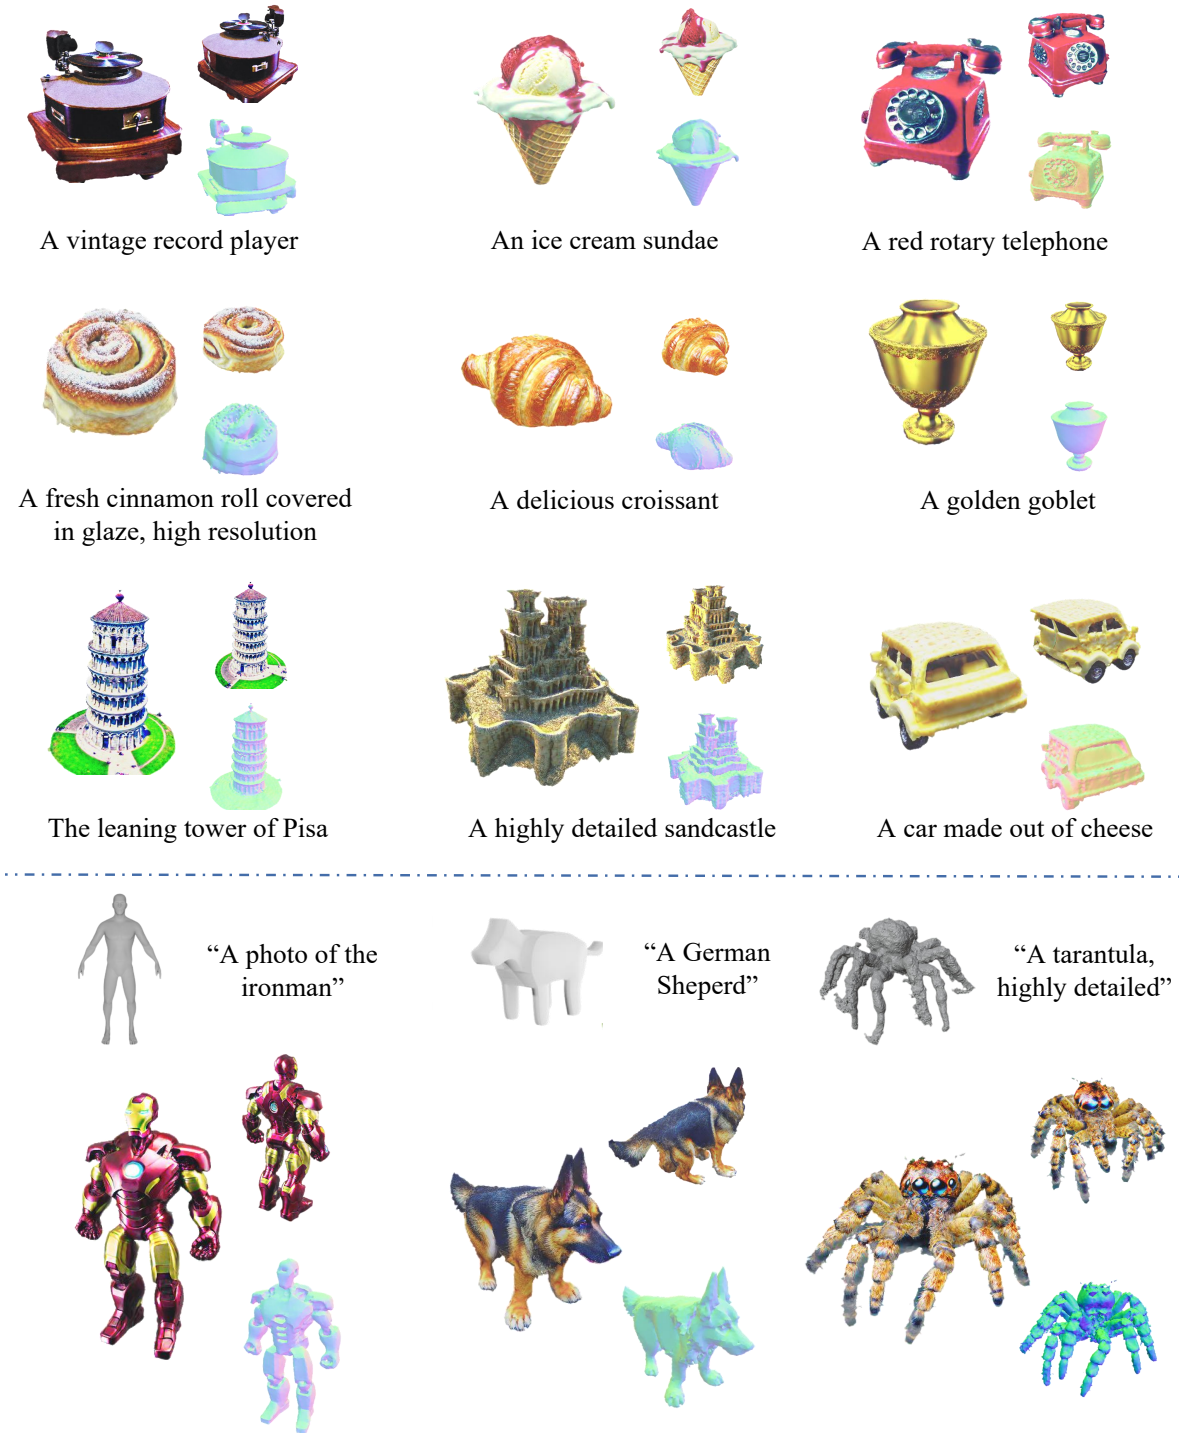 A vintage record player
An ice cream sundae
A red rotary telephone
A fresh cinnamon roll covered
in glaze, high resolution
A delicious croissant
A golden goblet
The leaning tower of Pisa
A highly detailed sandcastle
A car made out of cheese
“A photo of the
ironman”
“A German
Sheperd”
“A tarantula,
highly detailed”